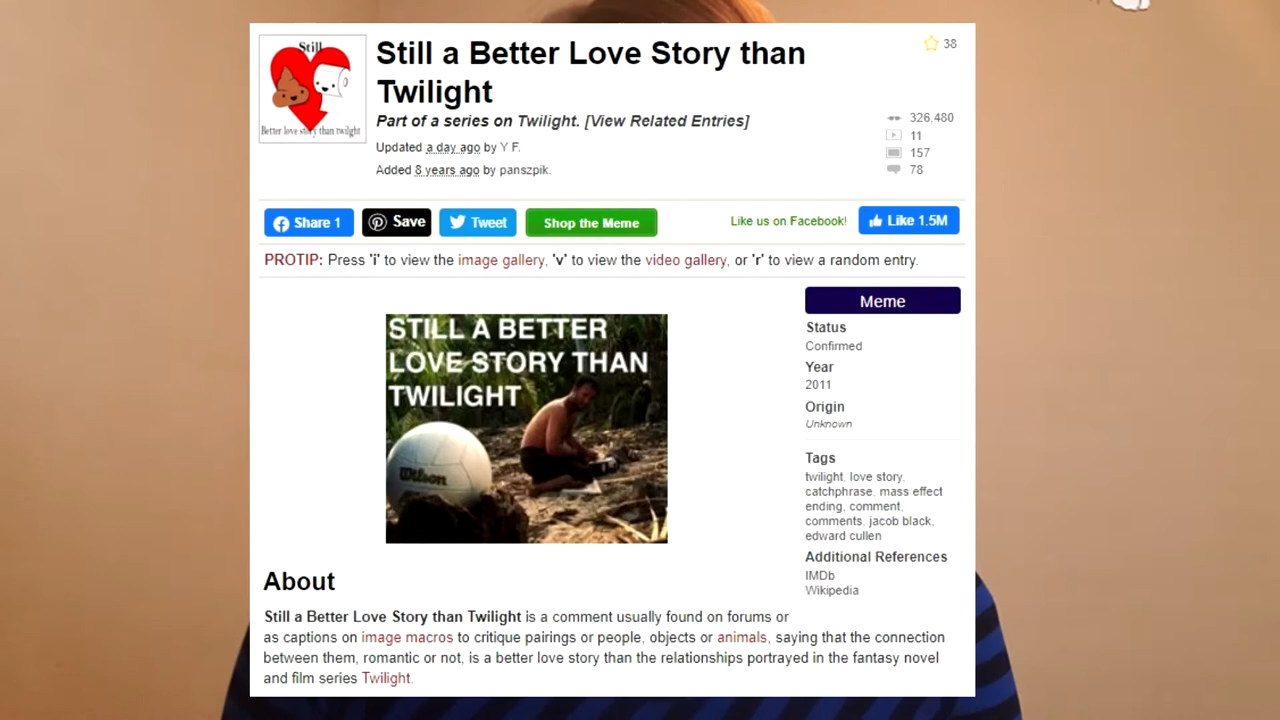 Still
Better love story than twilight
Still a Better Love Story than
Twilight
38
Part of a series on Twilight. [View Related Entries]
Updated a day ago by Y F.
Added 8 years ago by panszpik.
326,480
11
157
78
Share 1
Save
Tweet
Shop the Meme
Like us on Facebook!
Like 1.5M
PROTIP: Press 'i' to view the image gallery, 'v' to view the video gallery, or 'r' to view a random entry.
STILL A BETTER
LOVE STORY THAN
TWILIGHT
Wilson
Meme
Status
Confirmed
Year
2011
Origin
Unknown
Tags
twilight, love story,
catchphrase, mass effect
ending, comment,
comments, jacob black,
edward cullen
Additional References
IMDb
Wikipedia
About
Still a Better Love Story than Twilight is a comment usually found on forums or
as captions on image macros to critique pairings or people, objects or animals, saying that the connection
between them, romantic or not, is a better love story than the relationships portrayed in the fantasy novel
and film series Twilight.